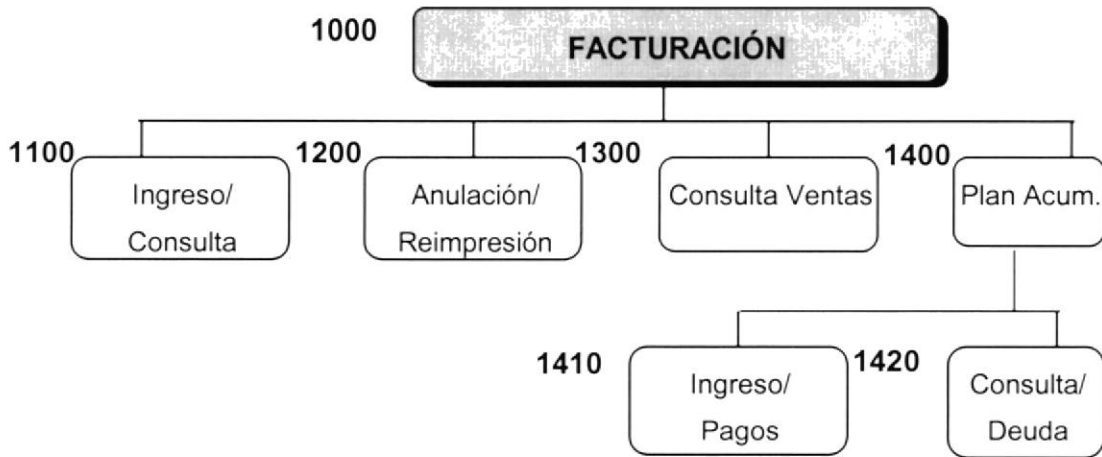 1000
FACTURACIÓN
1100
Ingreso/
Consulta
1200
Anulación/
Reimpresión
1300
Consulta Ventas
1400
Plan Acum.
1410
Ingreso/
Pagos
1420
Consulta/
Deuda